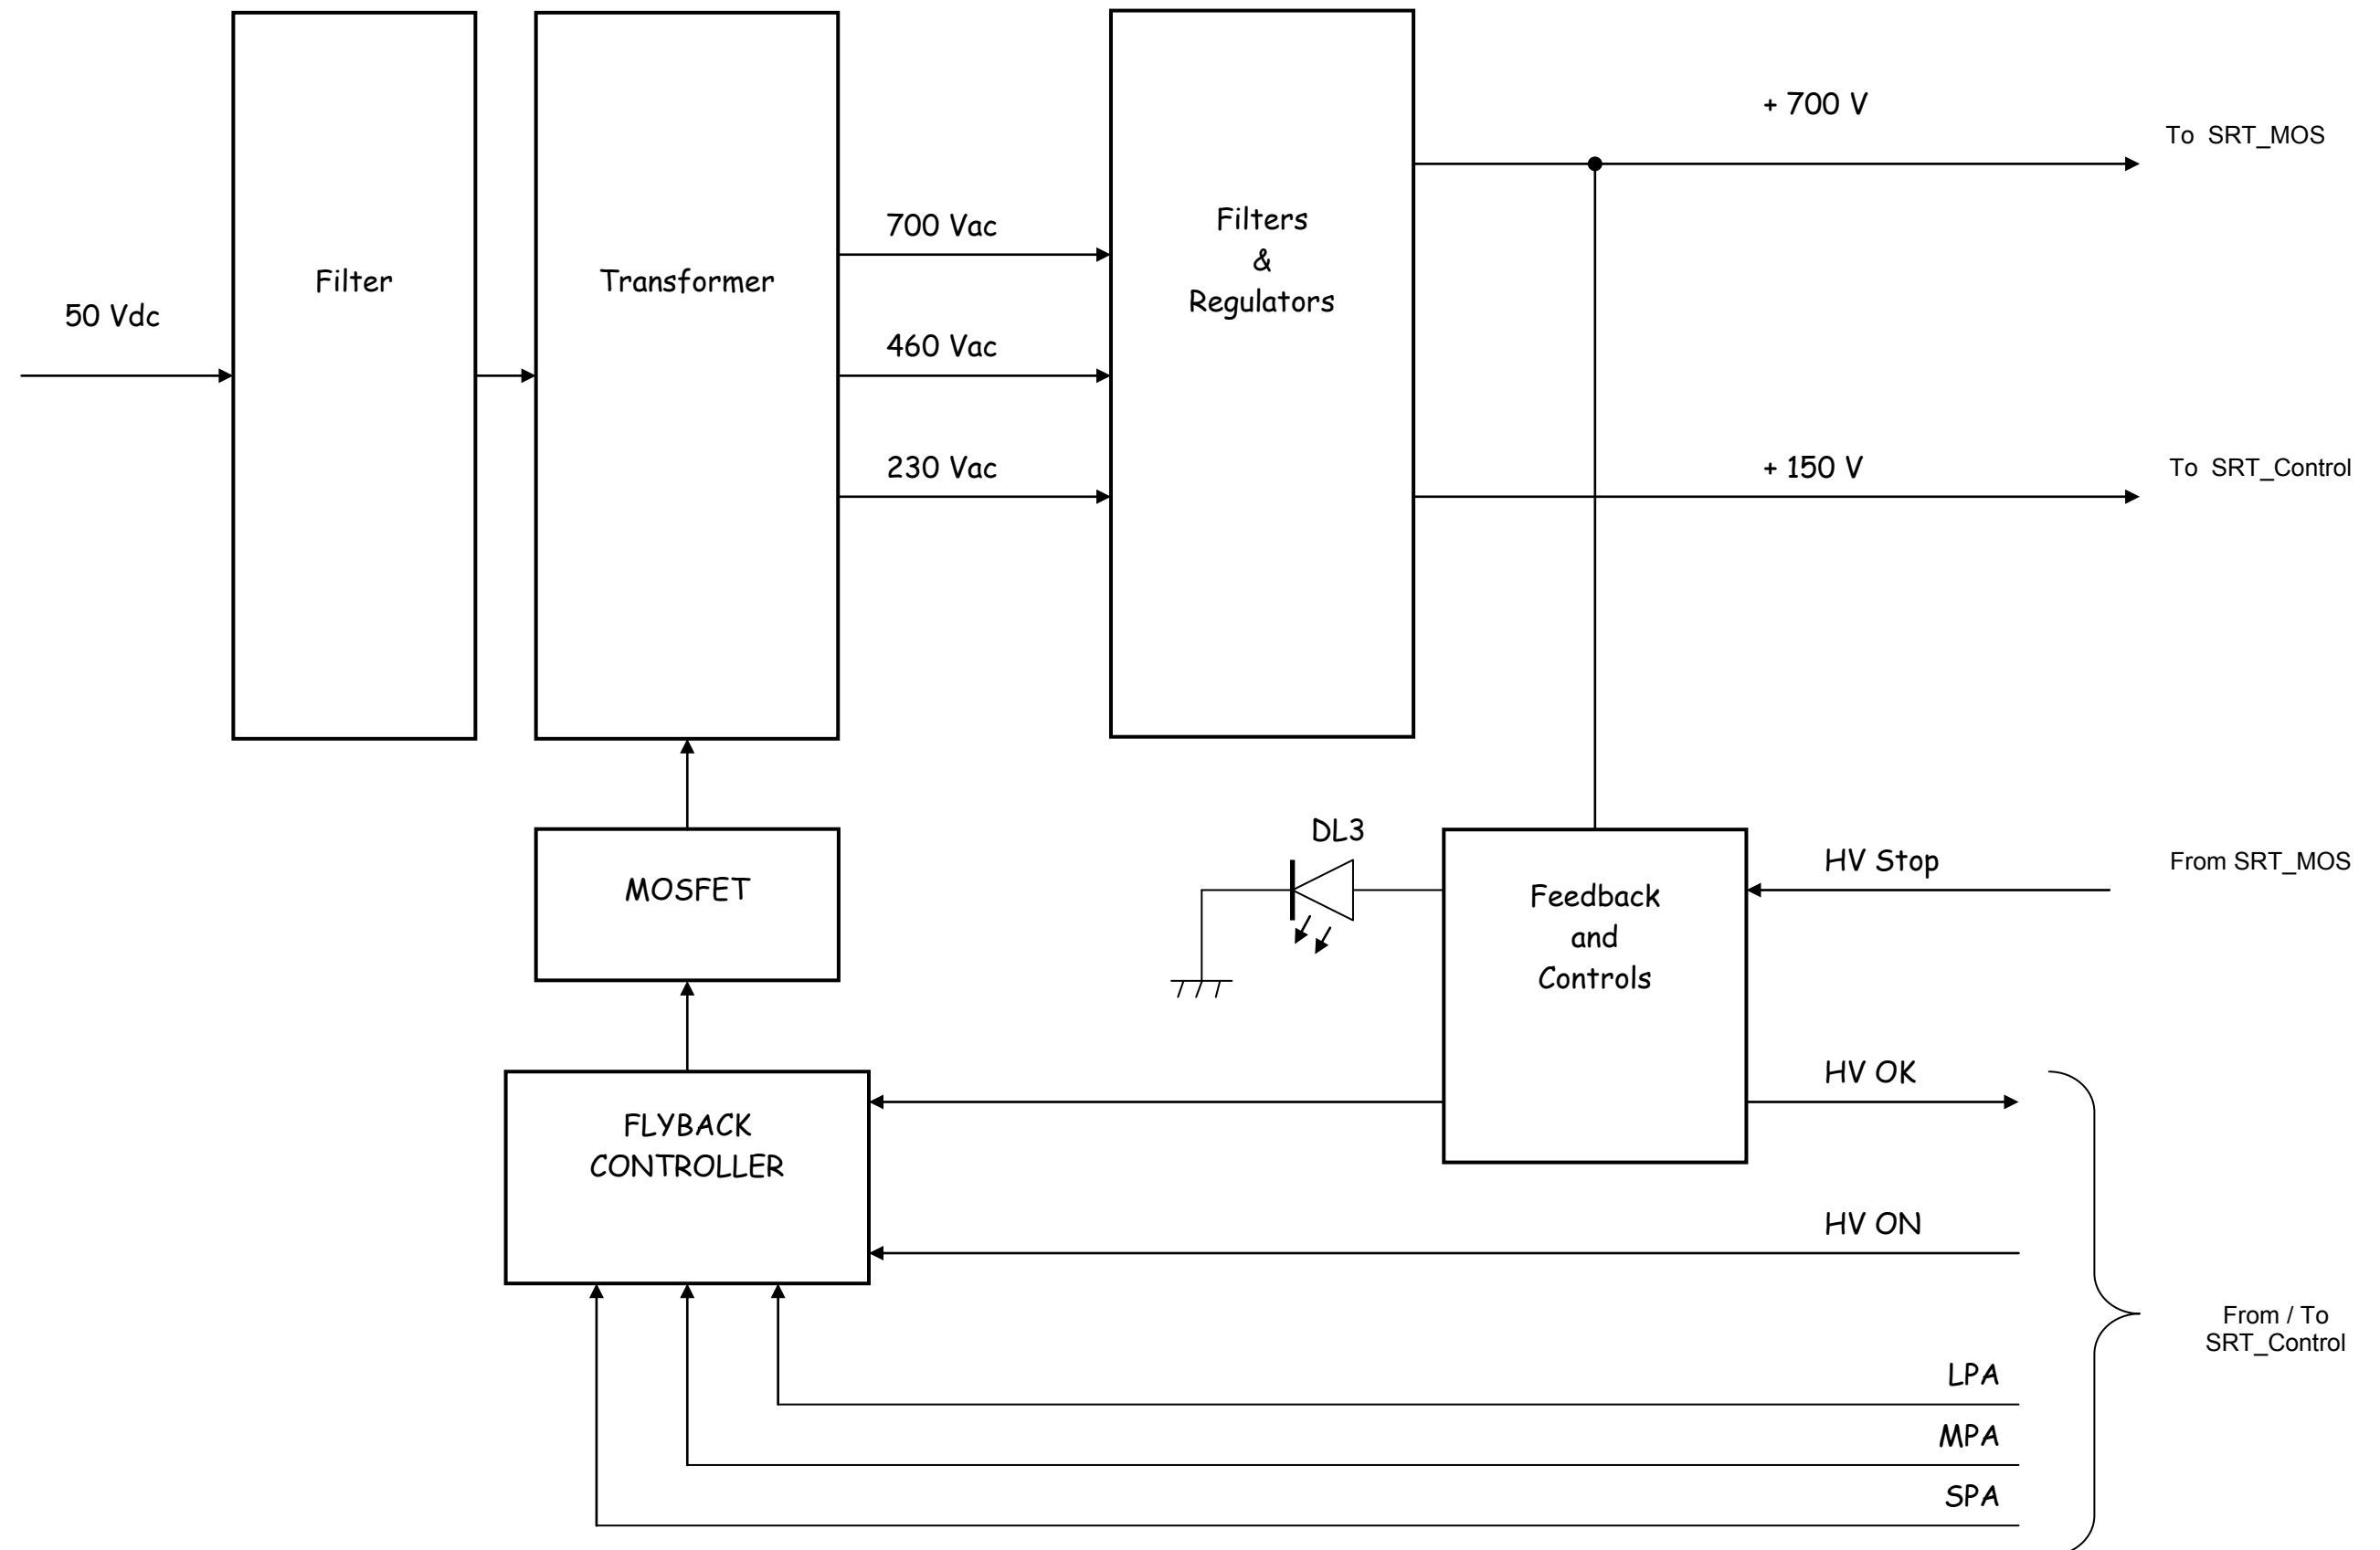 + 700 V
To SRT_MOS
700 Vac
Filters
&
Regulators
Filter
Transformer
50 Vdc
460 Vac
230 Vac
+ 150 V
To SRT_Control
DL3
MOSFET
Feedback
and
Controls
HV Stop
From SRT_MOS
HV OK
FLYBACK
CONTROLLER
HV ON
From / To
SRT_Control
LPA
MPA
SPA